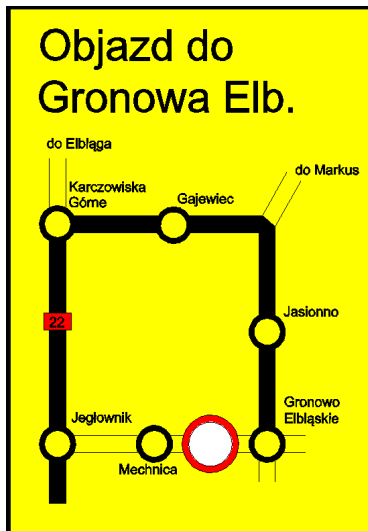 Objazd do
Gronowa Elb.
do Elbląga
do Markus
Karczowiska
Górne
Gajewiec
22
Jasionno
Gronowo
Elbląskie
Jegłownik
Mechnica